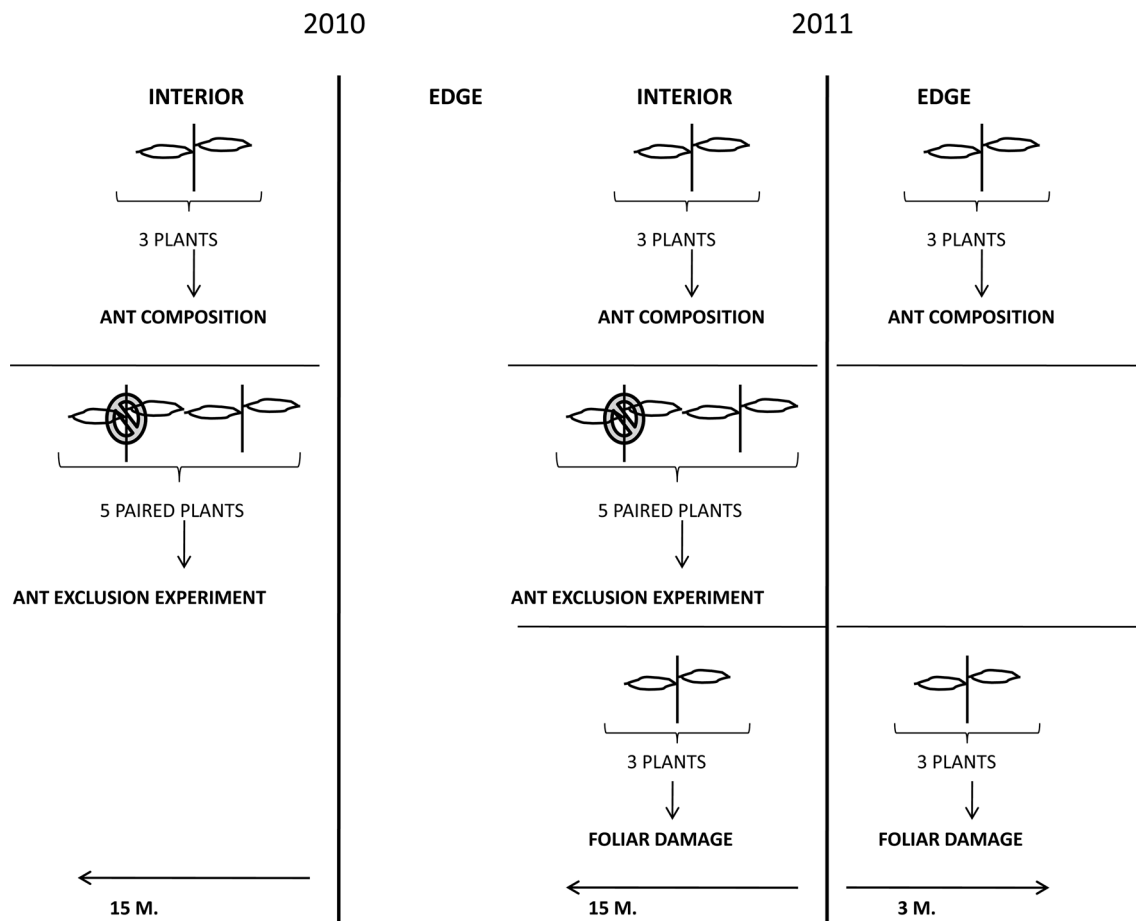 2010
2011
INTERIOR
EDGE
INTERIOR
EDGE
3 PLANTS
3 PLANTS
3 PLANTS
ANT COMPOSITION
ANT COMPOSITION
ANT COMPOSITION
5 PAIRED PLANTS
5 PAIRED PLANTS
ANT EXCLUSION EXPERIMENT
ANT EXCLUSION EXPERIMENT
3 PLANTS
3 PLANTS
FOLIAR DAMAGE
FOLIAR DAMAGE
15 M.
15 M.
3 M.